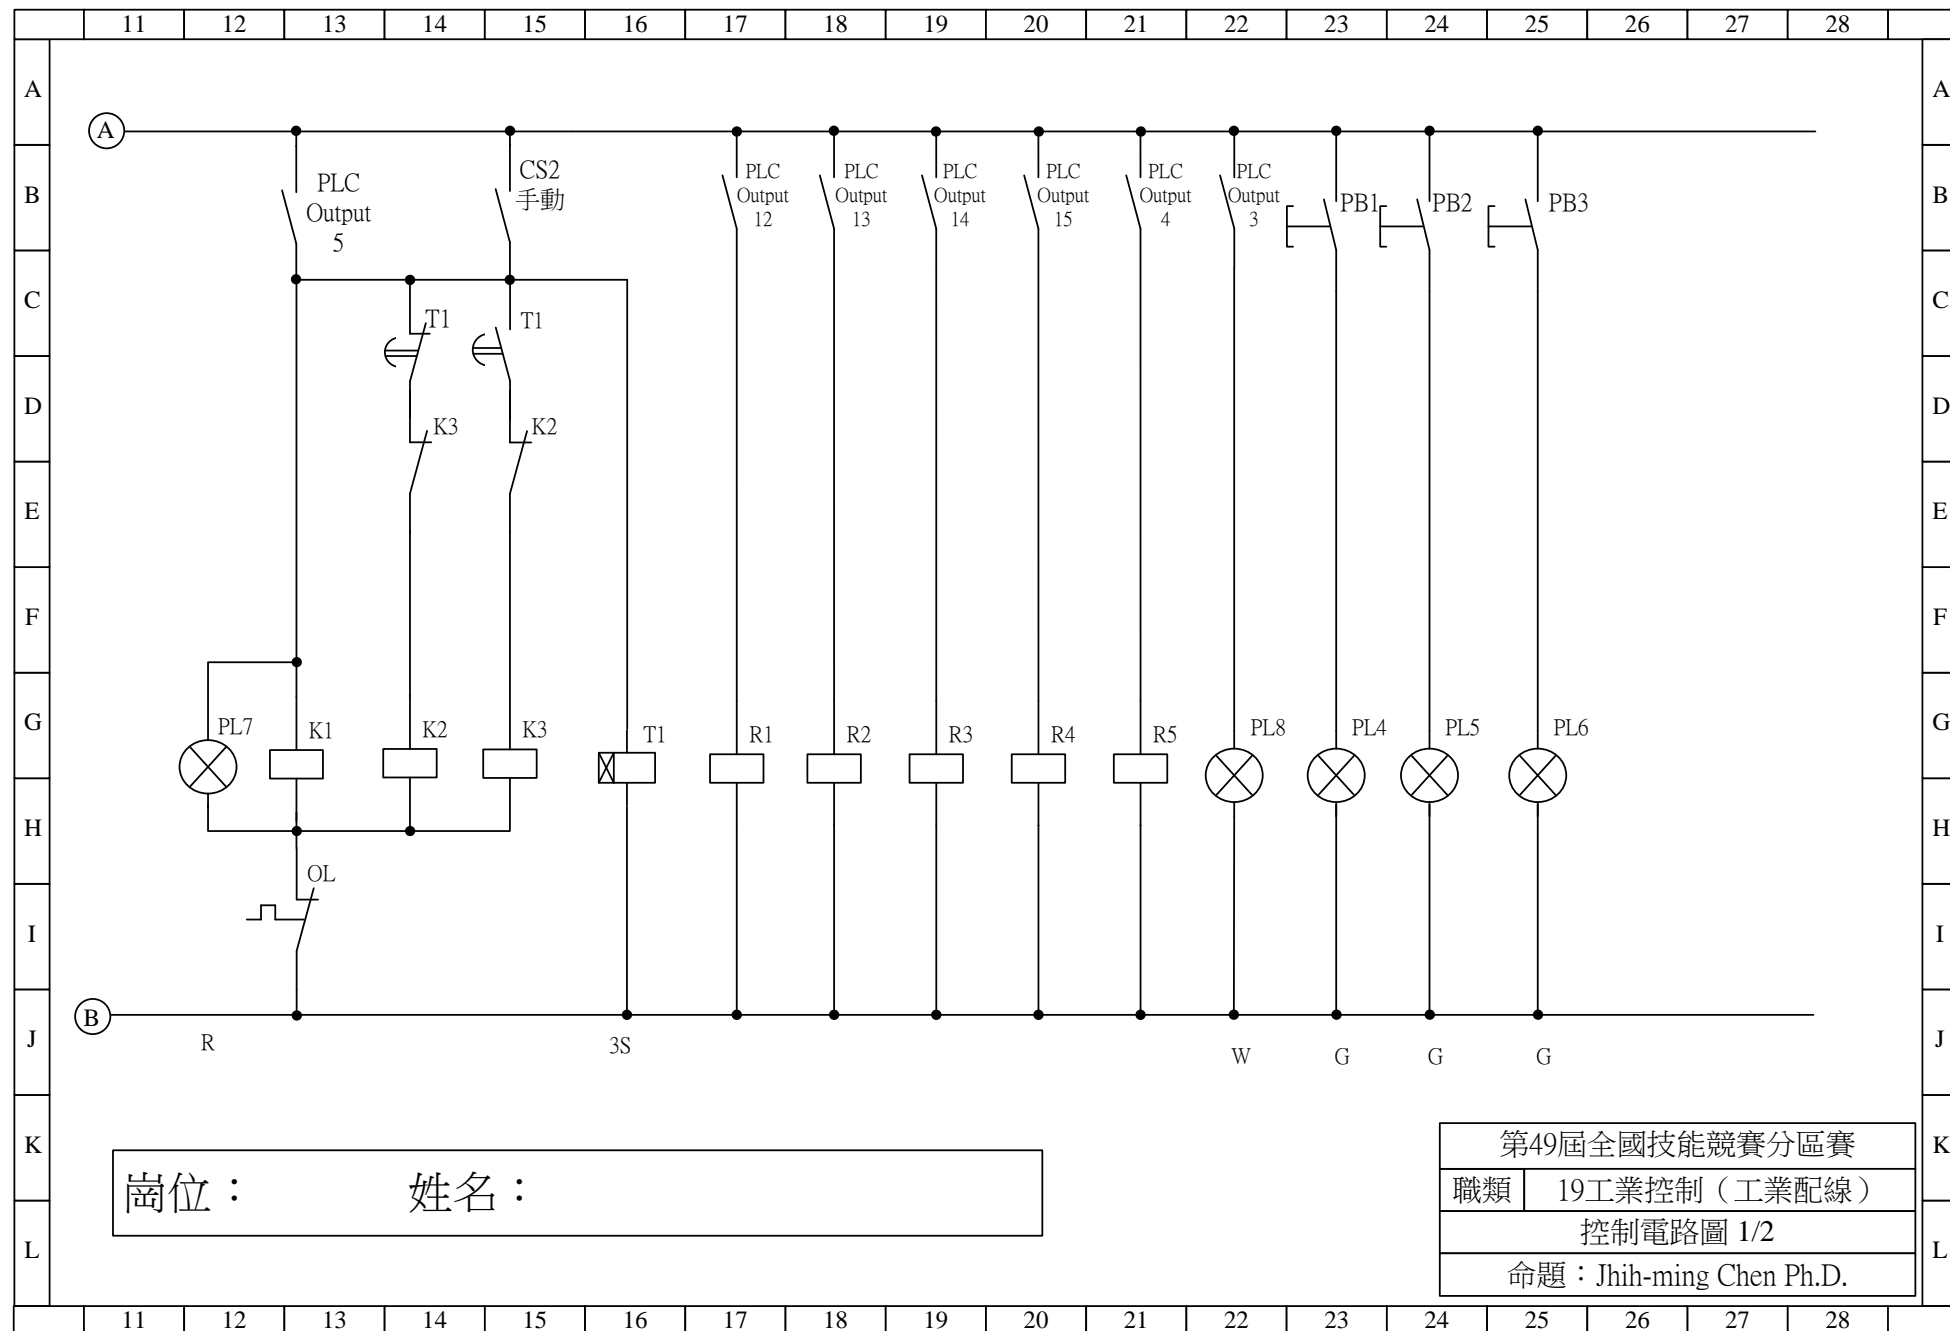 11 12 13 14 15 16 17 18 19 20 21 22 23 24 25 26 27 28
A A
A
B B
PLC
Output
5
CS2
手動
PLC
Output
12
PLC
Output
13
PLC
Output
14
PLC
Output
15
PLC
Output
4
PLC
Output
3
PB1
PB2
PB3
C C
T1 T1
D D
K3 K2
E E
F F
G G
PL7 K1 K2 K3 T1 R1 R2 R3 R4 R5 PL8 PL4 PL5 PL6
H H
OL
I I
B
J J
R 3S W G G G
K K
崗位： 姓名：
第49屆全國技能競賽分區賽
職類 19工業控制（工業配線）
控制電路圖 1/2
命題：Jhih-ming Chen Ph.D.
L L
11 12 13 14 15 16 17 18 19 20 21 22 23 24 25 26 27 28